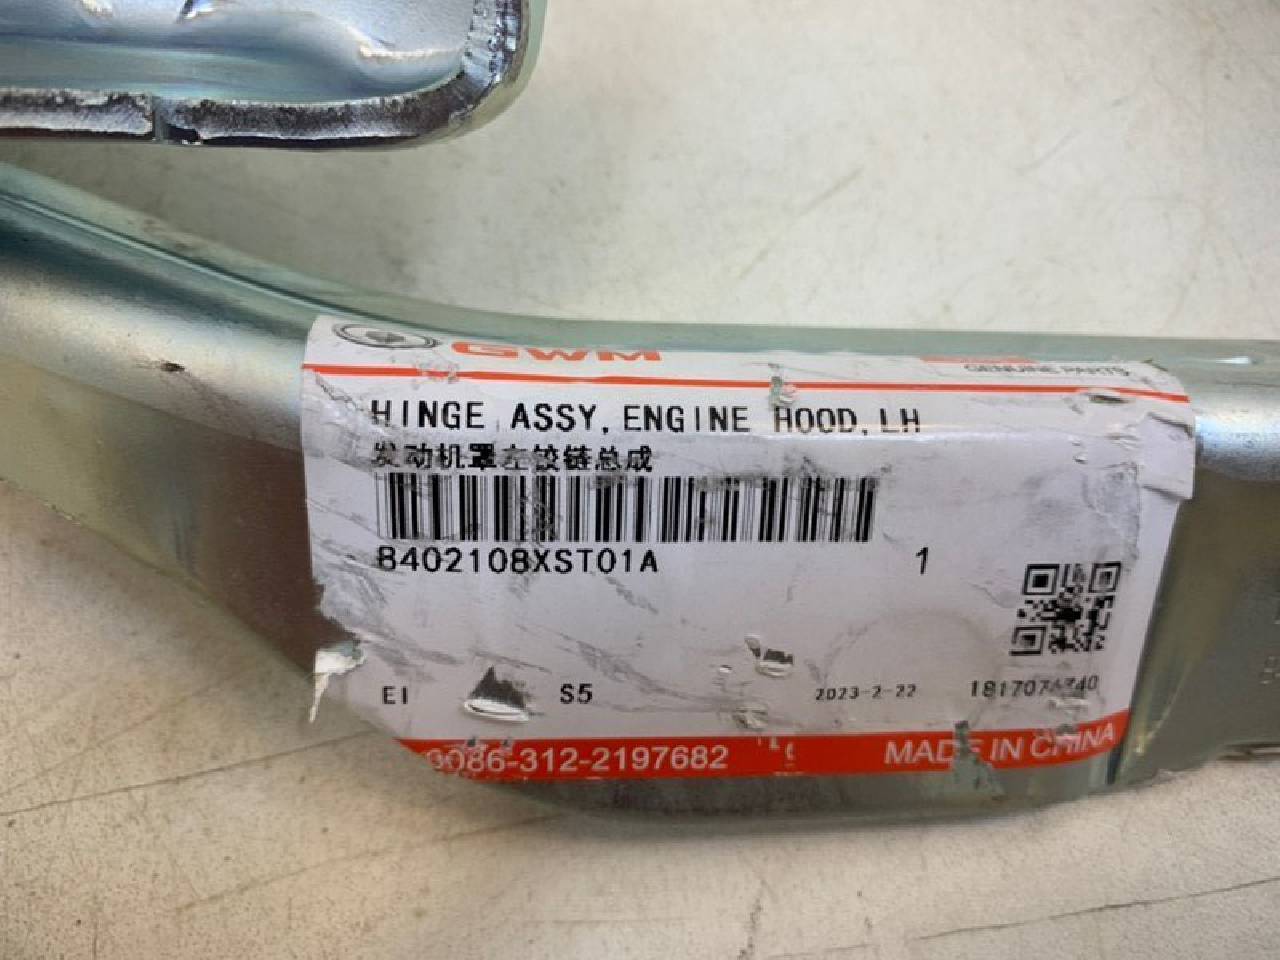 GWM
GENUINE PARTS
HINGE ASSY,ENGINE HOOD,LH
发动机罩左铰链总成
8402108XST01A 1
EI S5 2023-2-22
0086-312-2197682 MADE IN CHINA